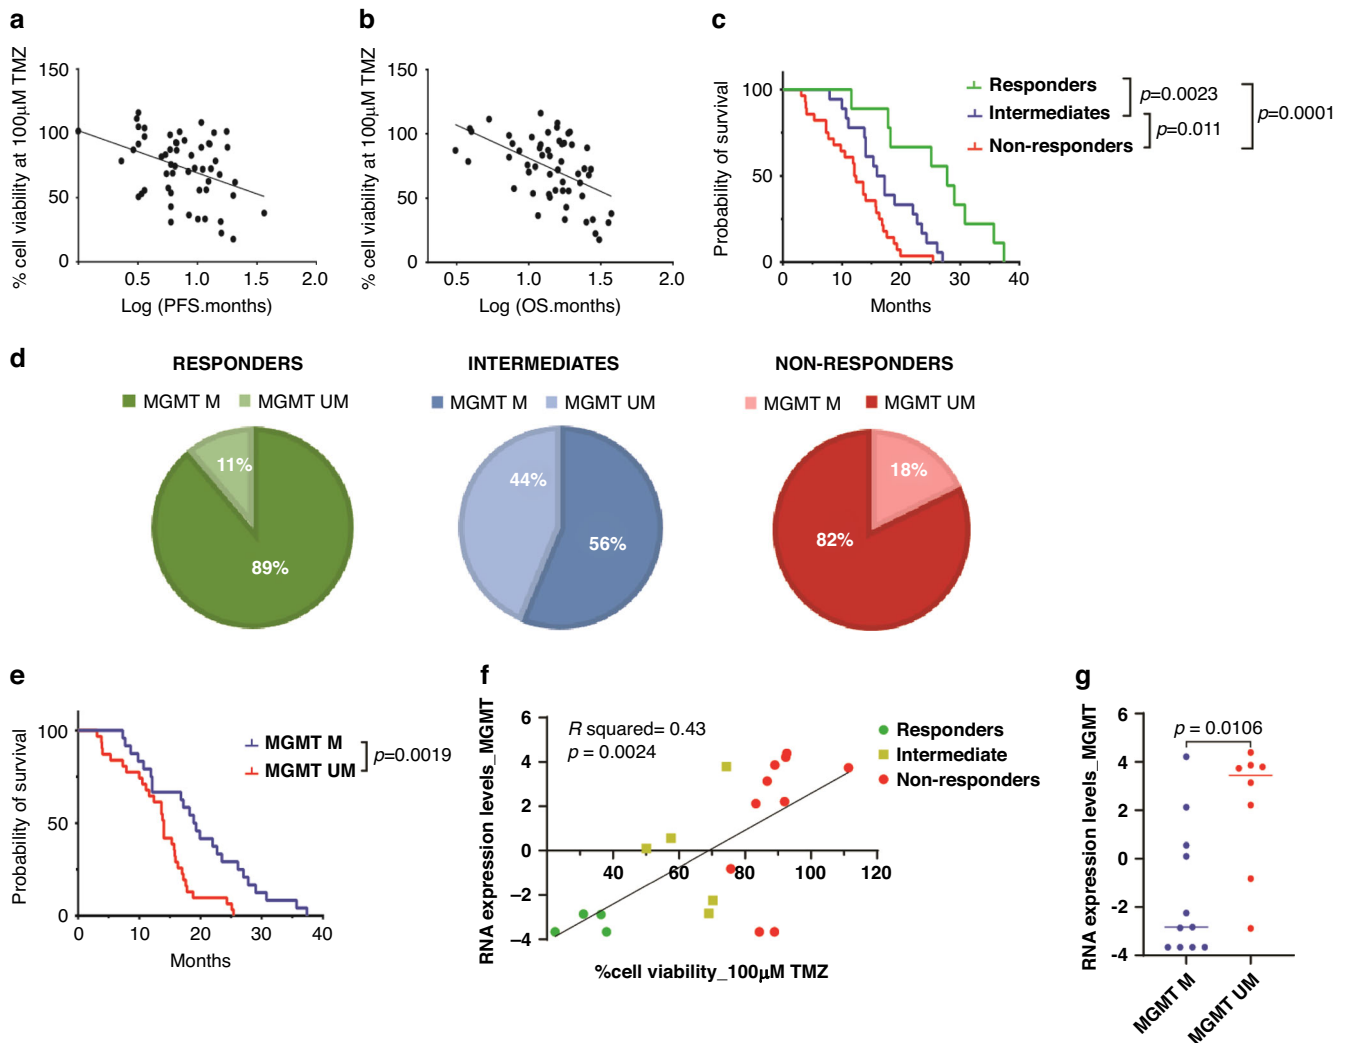 a
% cell viability at 100µM TMZ
150
100
50
0
0.5
1.0
1.5
2.0
Log (PFS.months)
b
% cell viability at 100µM TMZ
150
100
50
0
0.5
1.0
1.5
2.0
Log (OS.months)
c
Probability of survival
100
50
0
0
10
20
30
40
Months
Responders
Intermediates
Non-responders
p=0.0023
p=0.011
p=0.0001
d
RESPONDERS
MGMT M
MGMT UM
11%
89%
INTERMEDIATES
MGMT M
MGMT UM
44%
56%
NON-RESPONDERS
MGMT M
MGMT UM
18%
82%
e
Probability of survival
100
50
0
0
10
20
30
40
Months
MGMT M
MGMT UM
p=0.0019
f
RNA expression levels_MGMT
6
4
2
0
–2
–4
40
60
80
100
120
%cell viability_100µM TMZ
R squared= 0.43
p = 0.0024
Responders
Intermediate
Non-responders
g
RNA expression levels_MGMT
6
4
2
0
-2
-4
p = 0.0106
MGMT M
MGMT UM